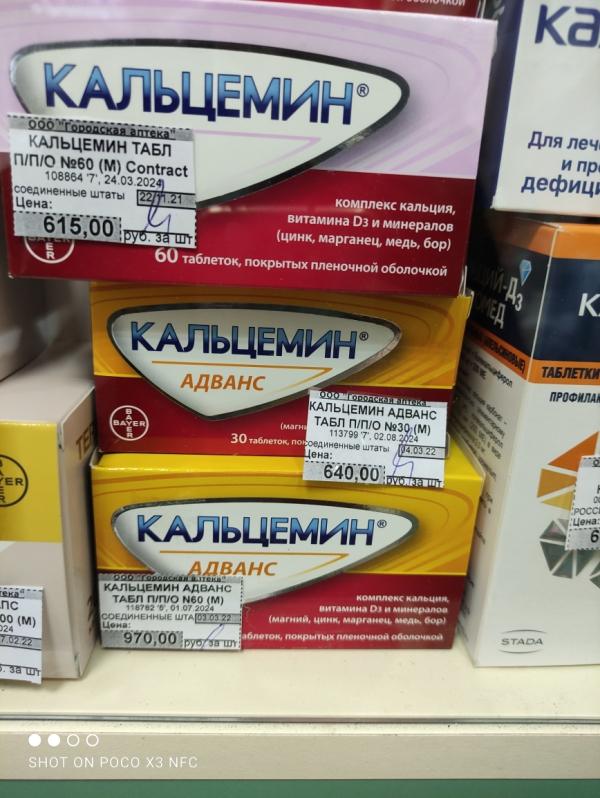 КАЛЬЦЕМИН®
ООО "Городская аптека"
КАЛЬЦЕМИН ТАБЛ
П/П/О №60 (М) Contract
108864 '7', 24.03.2024
соединенные штаты 22.11.21
Цена:
615,00
руб. за шт
BAYER
комплекс кальция,
витамина D3 и минералов
(цинк, марганец, медь, бор)
60 таблеток, покрытых пленочной оболочкой
КАЛЬЦЕМИН®
АДВАНС
BAYER
BAYER
30 таблеток,
ООО "Городская аптека"
КАЛЬЦЕМИН АДВАНС
ТАБЛ П/П/О №30 (М)
113799 '7', 02.08.2024
соединенные штаты 04.03.22
Цена:
640,00
руб. за шт
КАЛЬЦЕМИН®
АДВАНС
ООО "Городская аптека"
КАЛЬЦЕМИН АДВАНС
ТАБЛ П/П/О N60 (М)
118782 '5', 01.07.2024
СОЕДИНЕННЫЕ ШТА 03.03.22
Цена:
970,00
руб. за шт
комплекс кальция,
витамина D3 и минералов
(магний, цинк, марганец, медь, бор)
таблеток, покрытых пленочной оболочкой
Для
и
ТАБЛЕТКИ
STADA
BAYER
00 (М)
Цена:
SHOT ON POCO X3 NFC